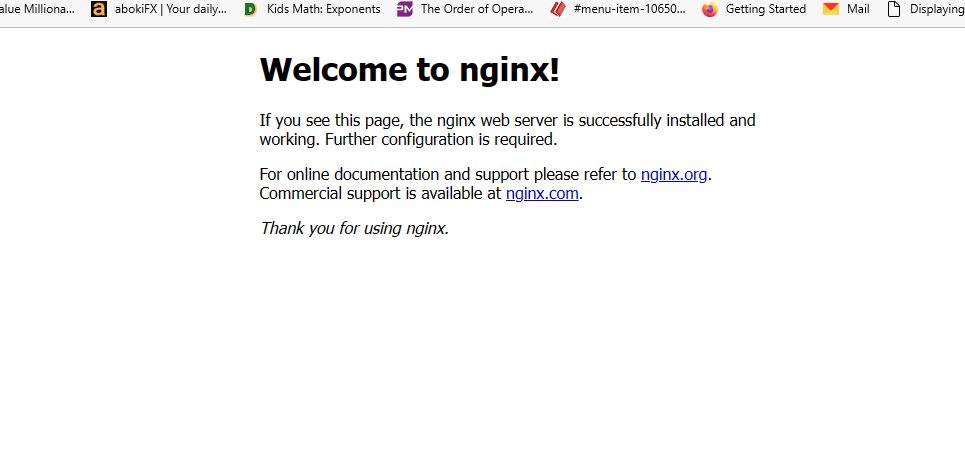 alue Milliona... abokiFX | Your daily... Kids Math: Exponents The Order of Opera... #menu-item-10650... Getting Started Mail Displaying
Welcome to nginx!
If you see this page, the nginx web server is successfully installed and
working. Further configuration is required.
For online documentation and support please refer to nginx.org.
Commercial support is available at nginx.com.
Thank you for using nginx.